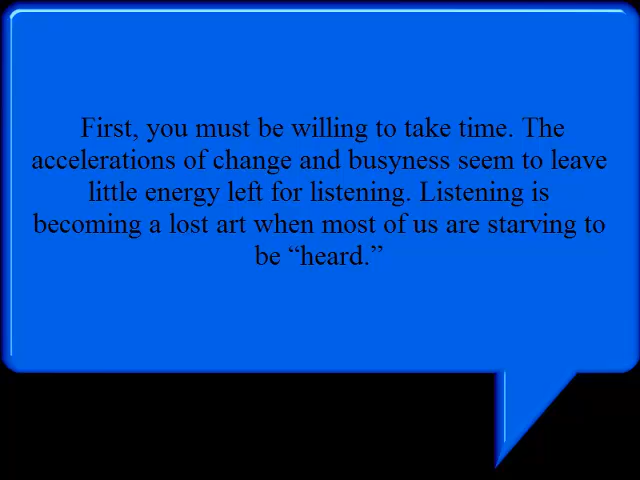 First, you must be willing to take time. The
accelerations of change and busyness seem to leave
little energy left for listening. Listening is
becoming a lost art when most of us are starving to
be “heard.”